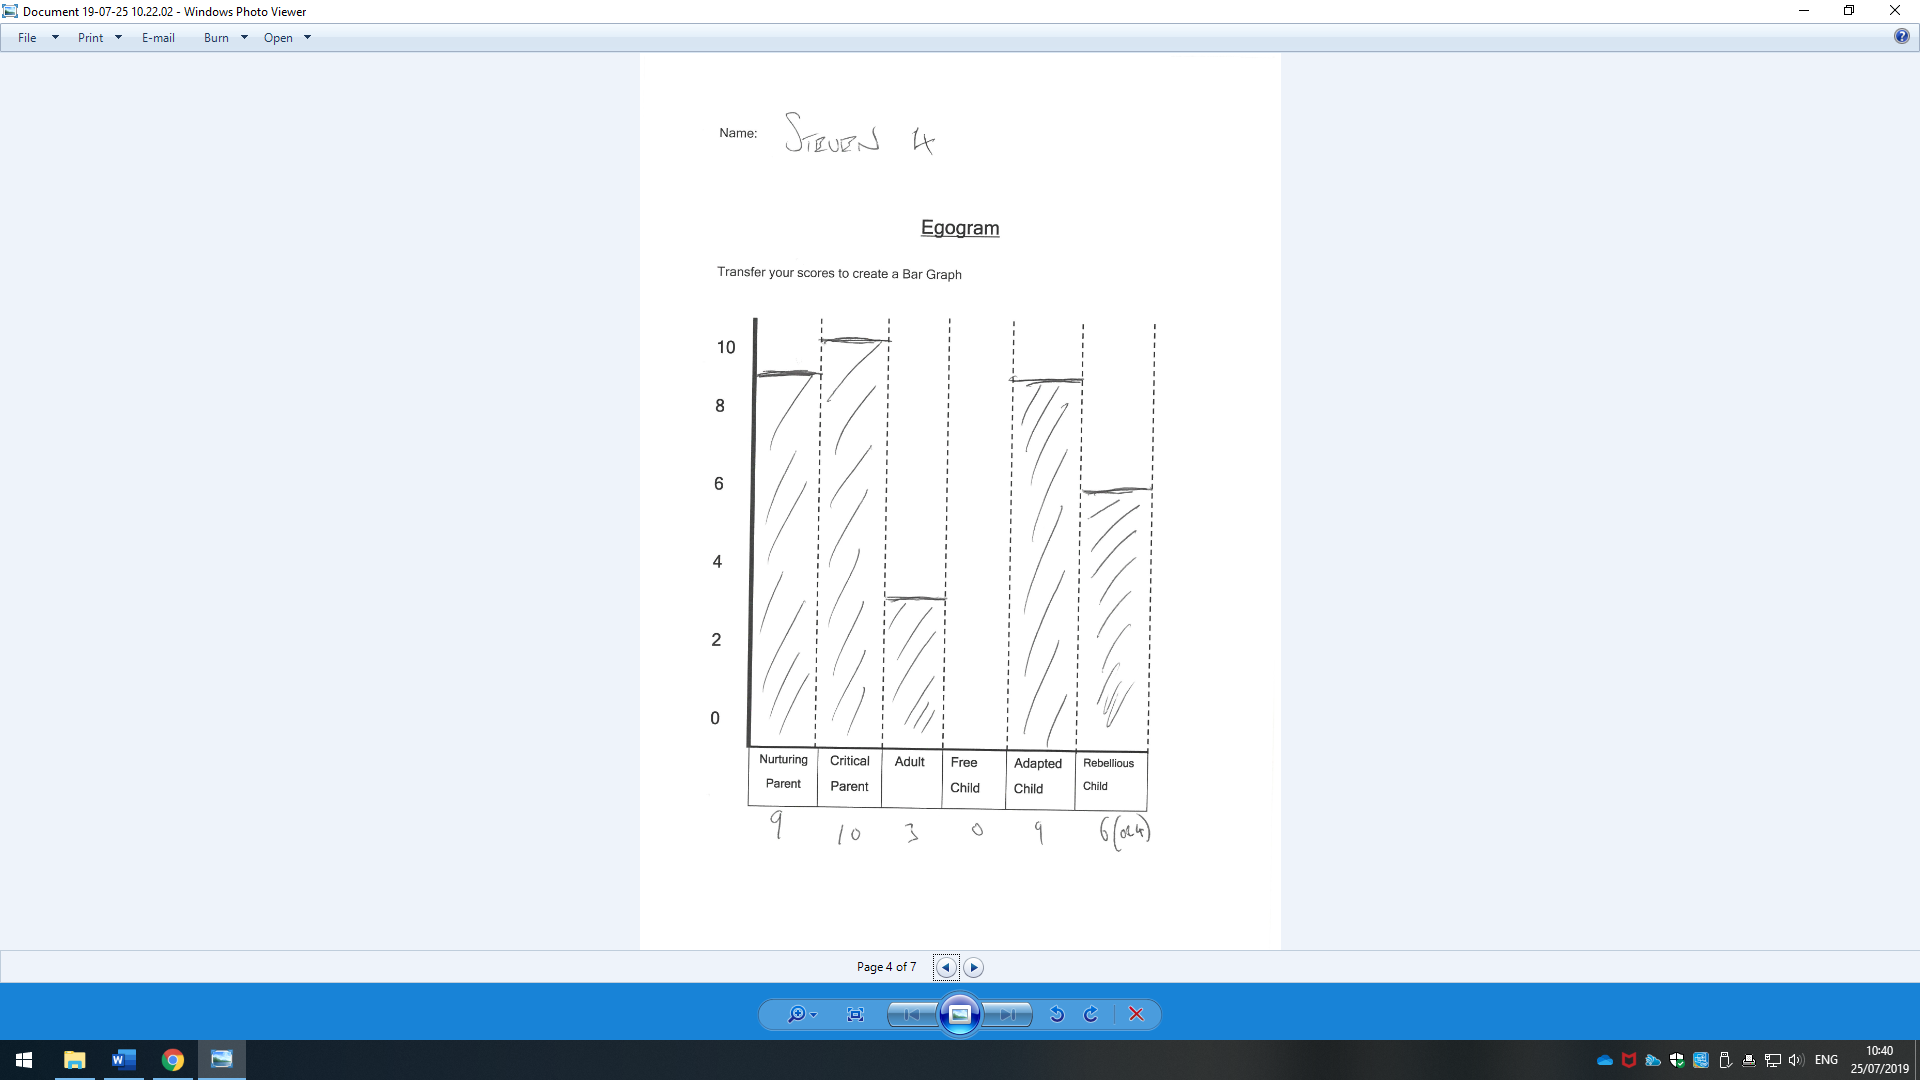 Document 19-07-25 10.22.02 - Windows Photo Viewer
File Print E-mail Burn Open
Name: STEVEN 4
Egogram
Transfer your scores to create a Bar Graph
10
8
6
4
2
0
Nurturing Parent
Critical Parent
Adult
Free Child
Adapted Child
Rebellious Child
9 10 3 0 9 6 (or 4)
Page 4 of 7
ENG
10:40
25/07/2019